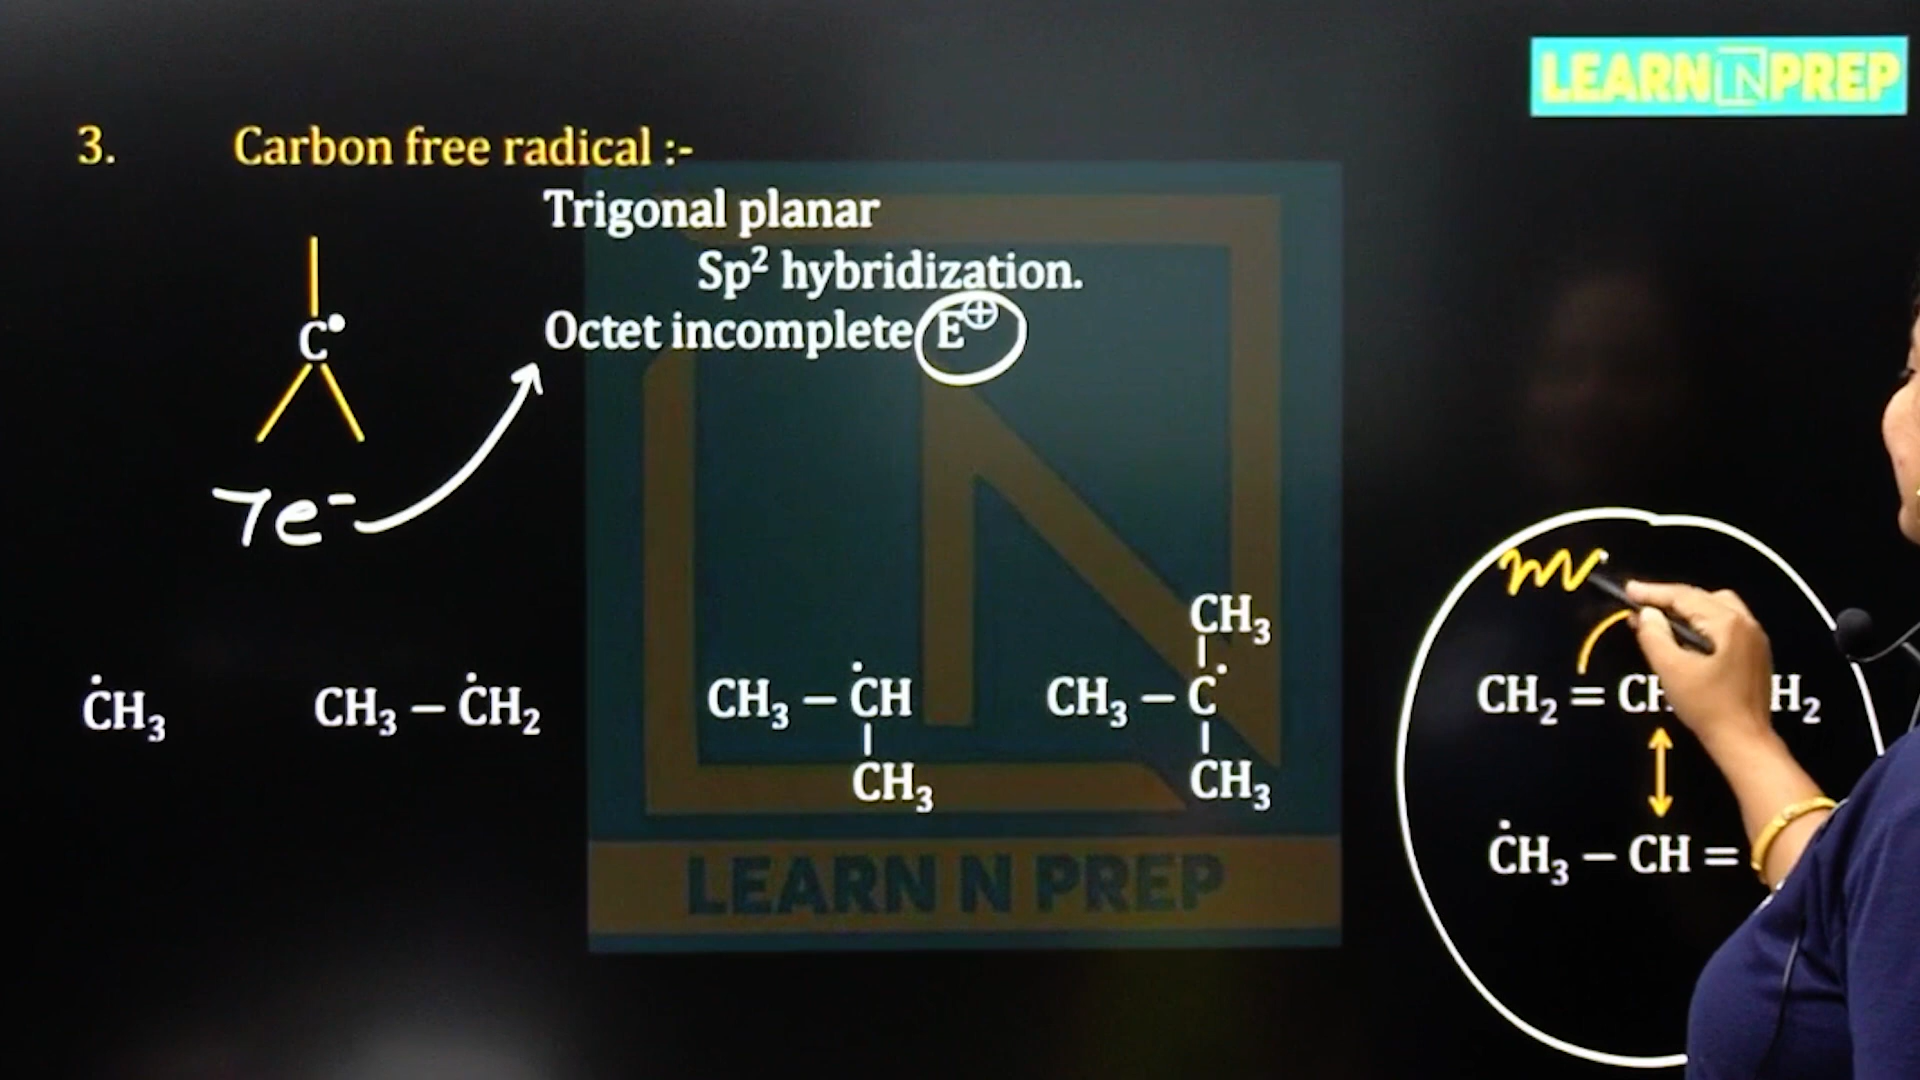 LEARN N PREP
3. Carbon free radical :-
Trigonal planar
Sp² hybridization.
Octet incomplete E⊕
C•
7e⁻
ĊH₃
CH₃ – ĊH₂
CH₃ – ĊH
|
CH₃
CH₃
|
CH₃ – Ċ
|
CH₃
CH₂ = CH
H₂
ĊH₃ – CH =
LEARN N PREP